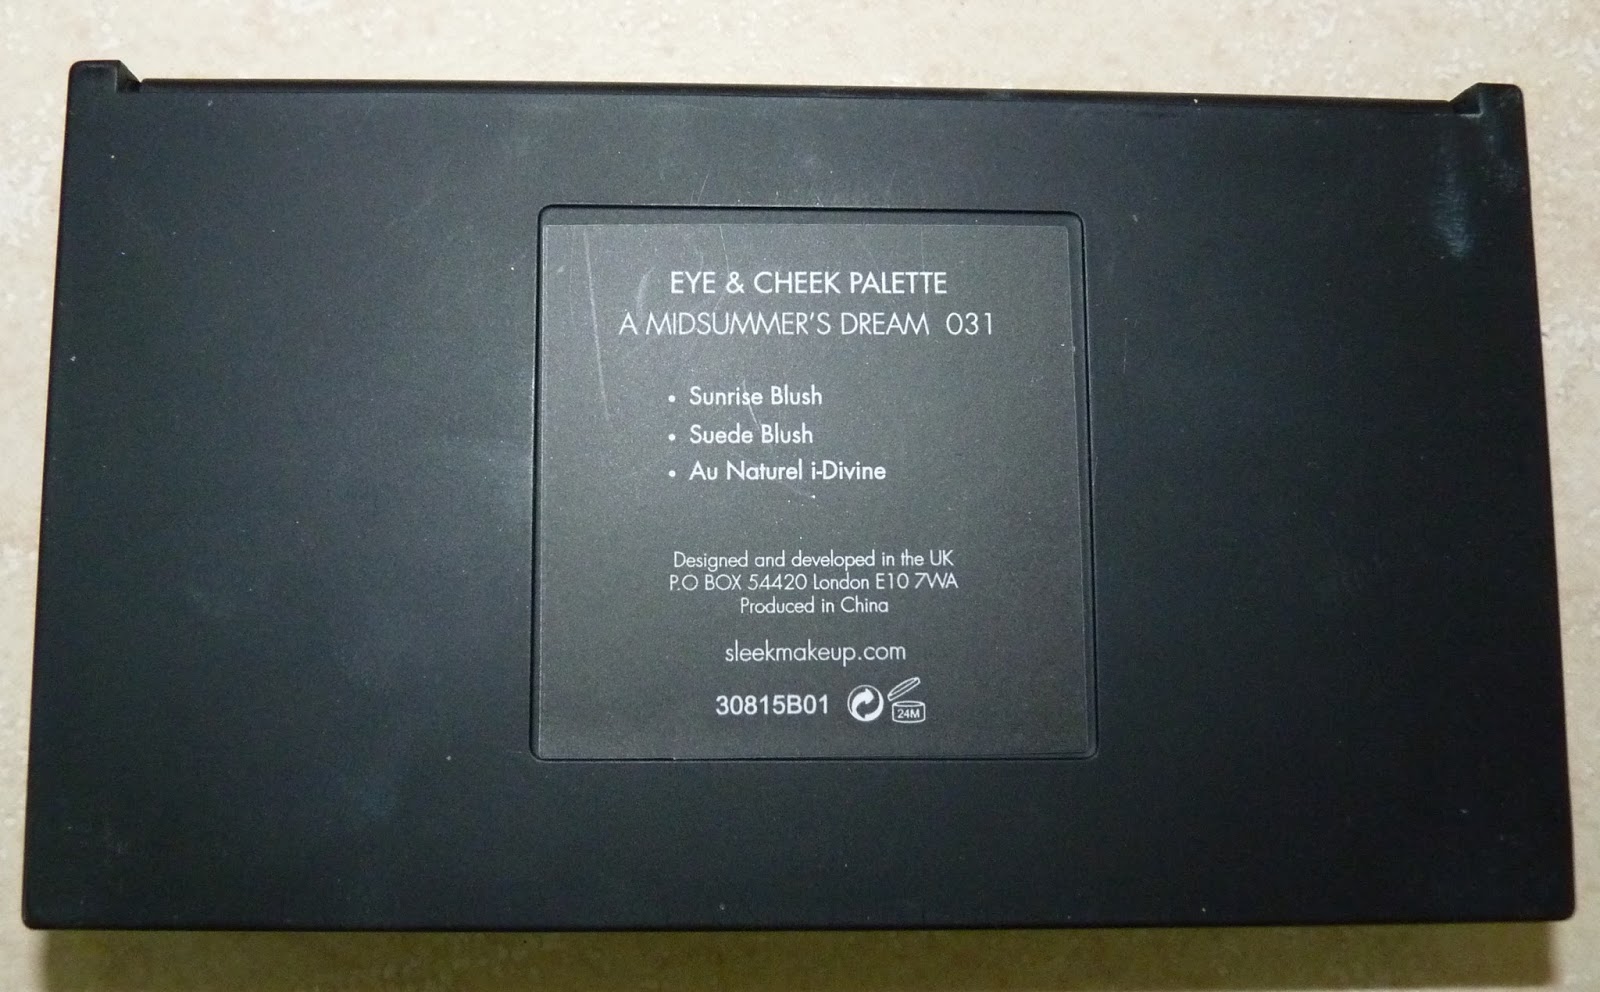 EYE & CHEEK PALETTE
A MIDSUMMER'S DREAM 031
• Sunrise Blush
• Suede Blush
• Au Naturel i-Divine
Designed and developed in the UK
P.O BOX 54420 London E10 7WA
Produced in China
sleekmakeup.com
30815B01 24M